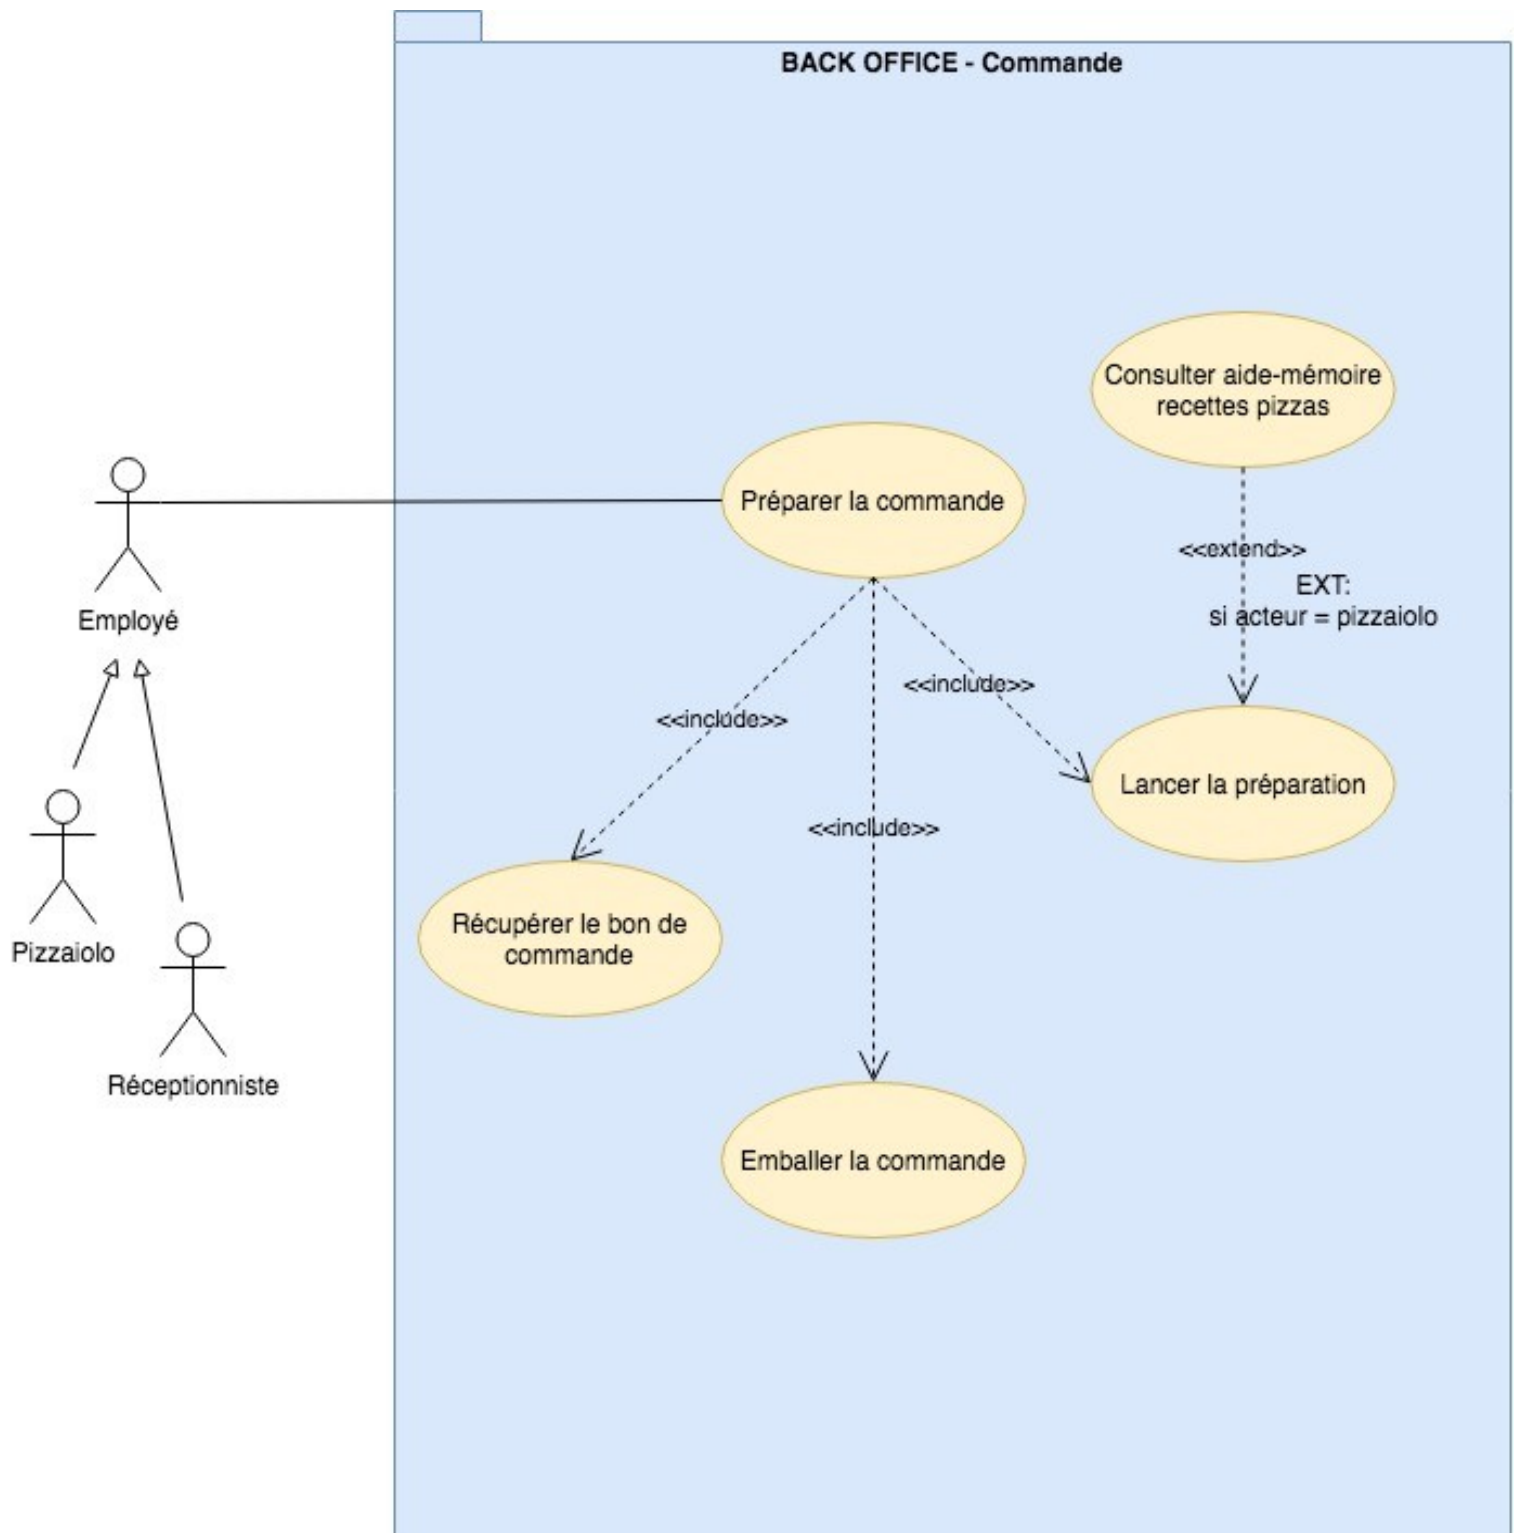 BACK OFFICE - Commande
Consulter aide-mémoire
recettes pizzas
Préparer la commande
<<extend>>
EXT:
si acteur = pizzaiolo
Employé
<<include>>
<<include>>
Lancer la préparation
<<include>>
Récupérer le bon de
commande
Pizzaiolo
Réceptionniste
Emballer la commande